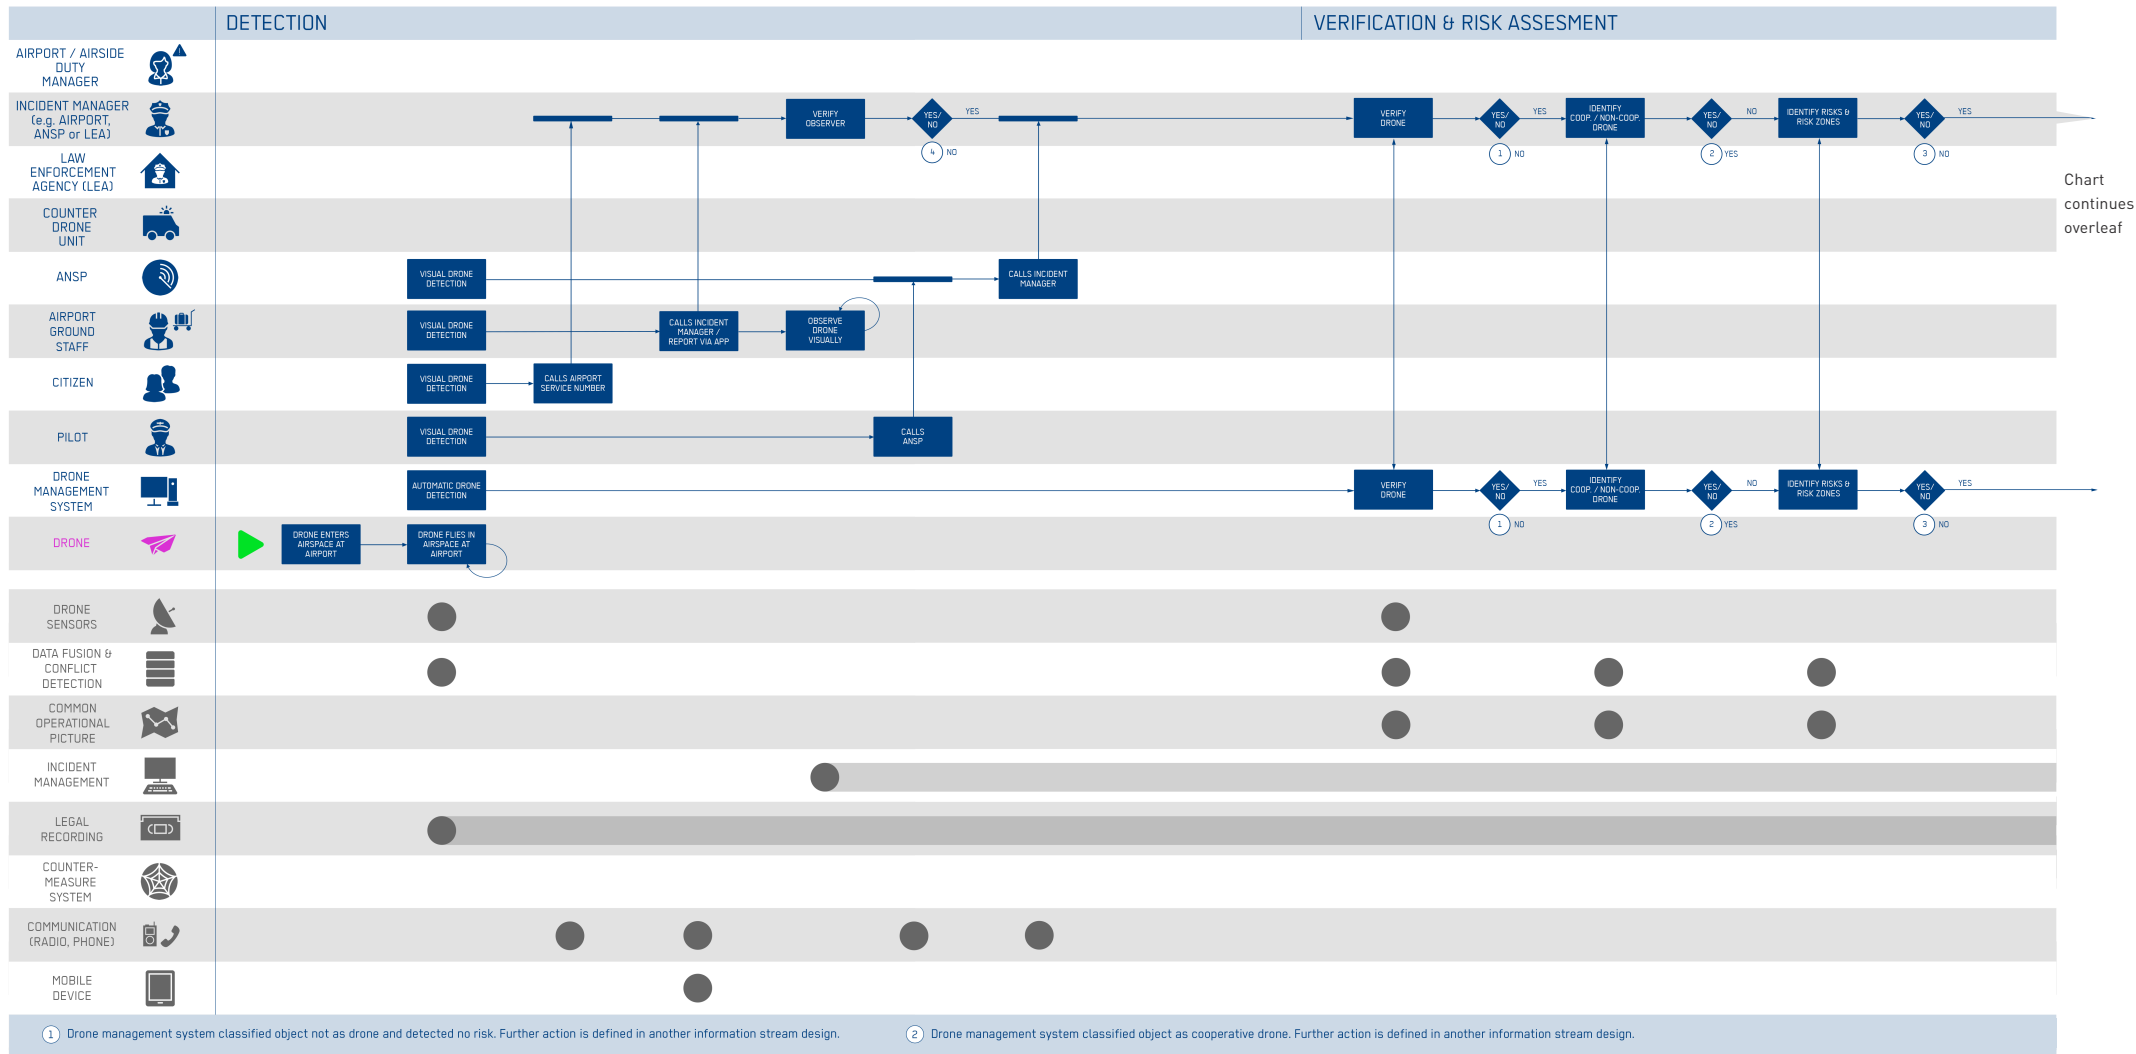 DETECTION
VERIFICATION & RISK ASSESMENT
AIRPORT / AIRSIDE
DUTY
MANAGER
INCIDENT MANAGER
(e.g. AIRPORT,
ANSP or LEA)
VERIFY
OBSERVER
YES/
NO
YES
4 NO
VERIFY
DRONE
YES/
NO
YES
1 NO
IDENTIFY
COOP. / NON-COOP.
DRONE
YES/
NO
NO
2 YES
IDENTIFY RISKS &
RISK ZONES
YES/
NO
YES
3 NO
LAW
ENFORCEMENT
AGENCY (LEA)
Chart
continues
overleaf
COUNTER
DRONE
UNIT
ANSP
VISUAL DRONE
DETECTION
CALLS INCIDENT
MANAGER
AIRPORT
GROUND
STAFF
VISUAL DRONE
DETECTION
CALLS INCIDENT
MANAGER /
REPORT VIA APP
OBSERVE
DRONE
VISUALLY
CITIZEN
VISUAL DRONE
DETECTION
CALLS AIRPORT
SERVICE NUMBER
PILOT
VISUAL DRONE
DETECTION
CALLS
ANSP
DRONE
MANAGEMENT
SYSTEM
AUTOMATIC DRONE
DETECTION
VERIFY
DRONE
YES/
NO
YES
1 NO
IDENTIFY
COOP. / NON-COOP.
DRONE
YES/
NO
NO
2 YES
IDENTIFY RISKS &
RISK ZONES
YES/
NO
YES
3 NO
DRONE
DRONE ENTERS
AIRSPACE AT
AIRPORT
DRONE FLIES IN
AIRSPACE AT
AIRPORT
DRONE
SENSORS
DATA FUSION &
CONFLICT
DETECTION
COMMON
OPERATIONAL
PICTURE
INCIDENT
MANAGEMENT
LEGAL
RECORDING
COUNTER-
MEASURE
SYSTEM
COMMUNICATION
(RADIO, PHONE)
MOBILE
DEVICE
1 Drone management system classified object not as drone and detected no risk. Further action is defined in another information stream design.
2 Drone management system classified object as cooperative drone. Further action is defined in another information stream design.